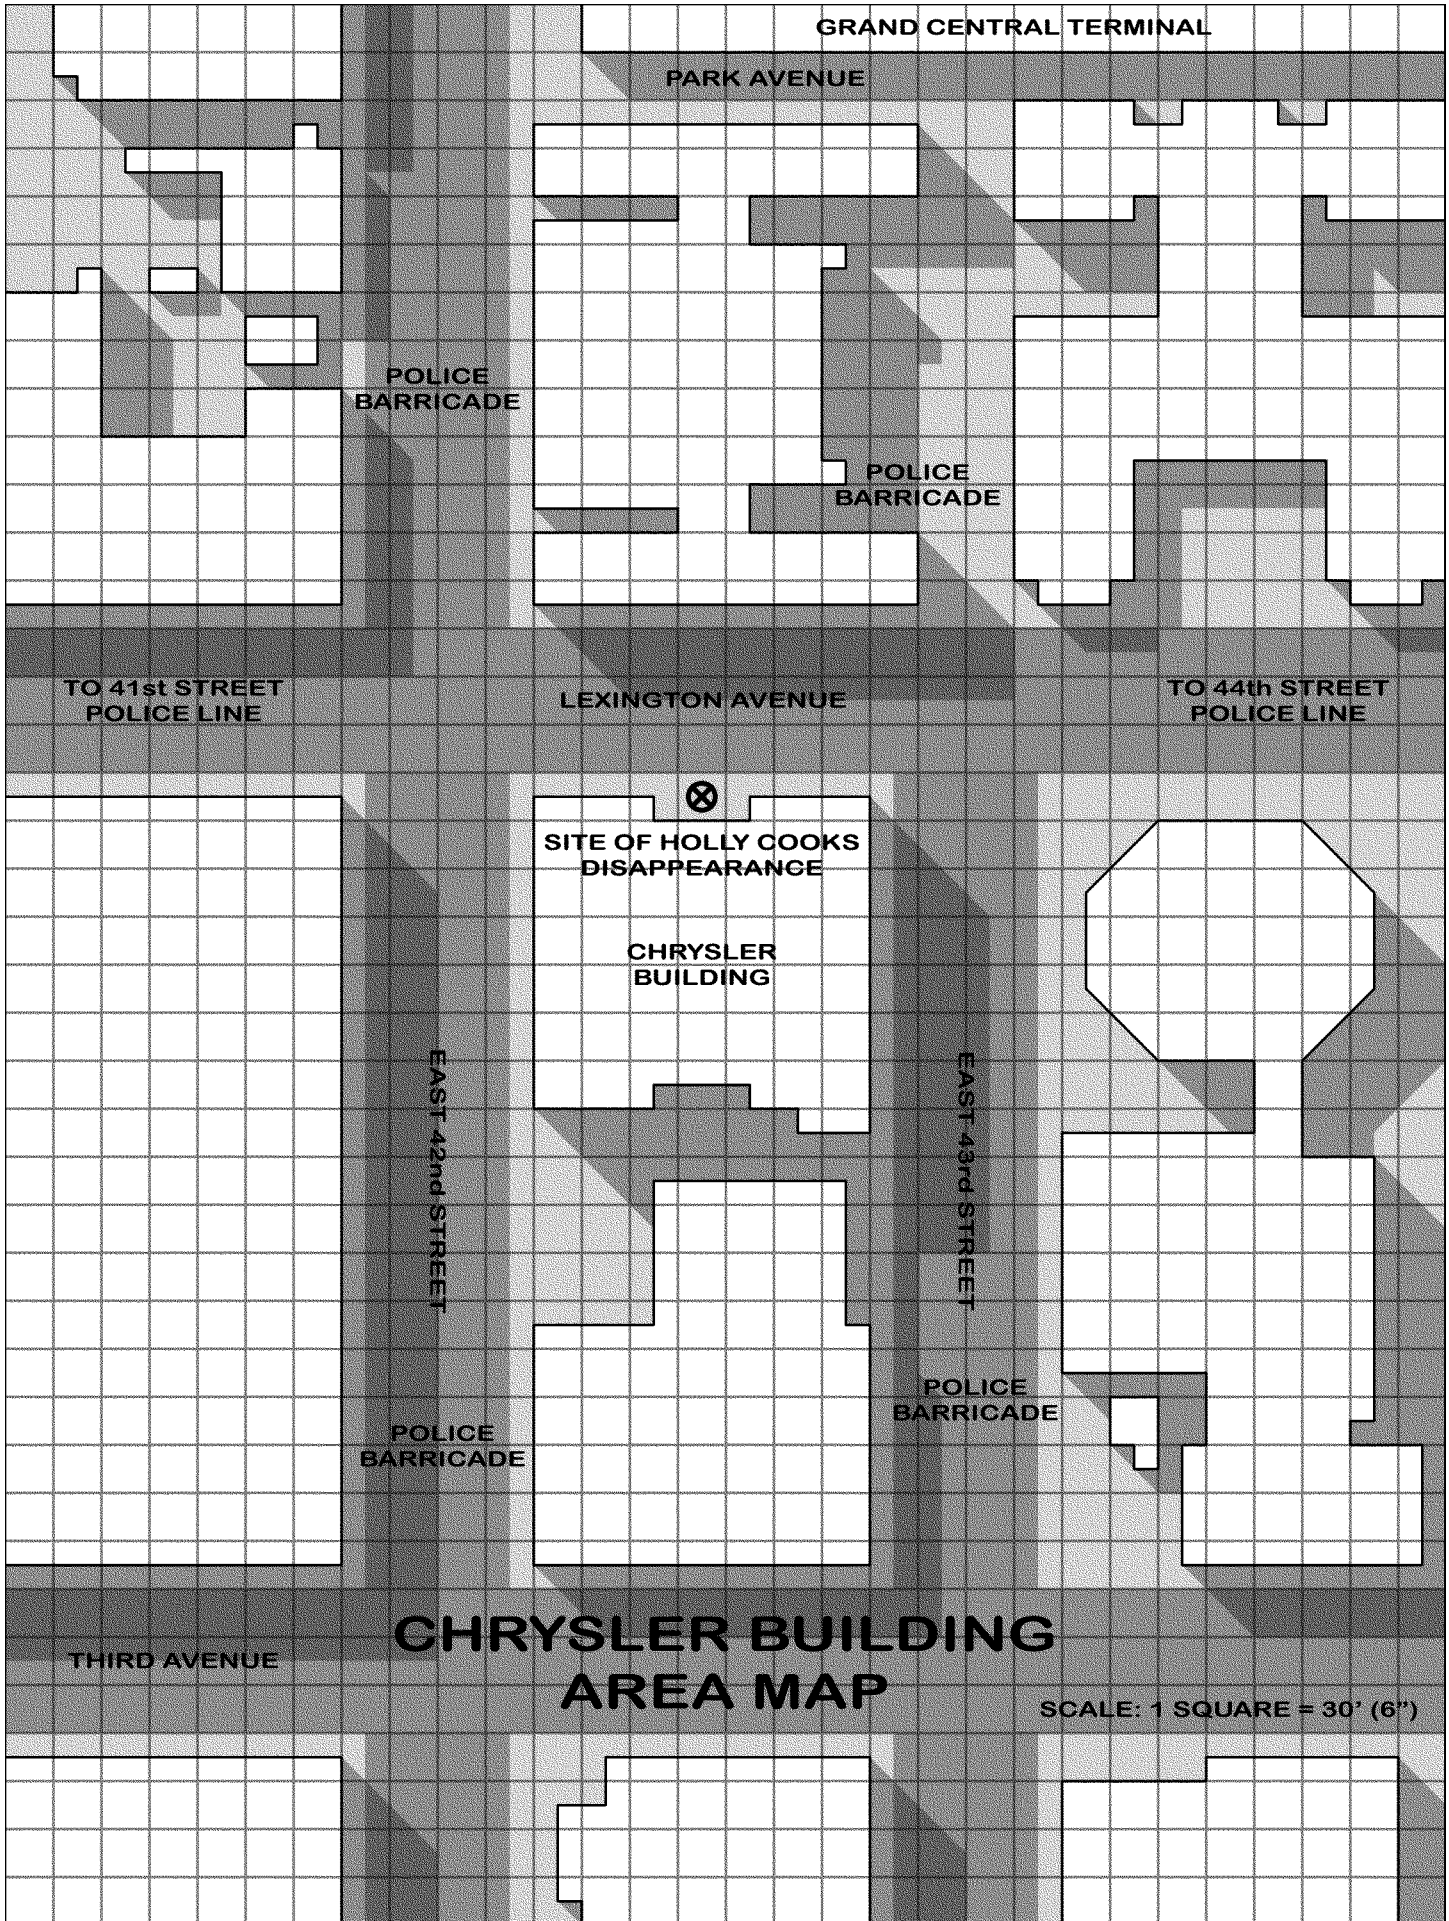 GRAND CENTRAL TERMINAL
PARK AVENUE
POLICE
BARRICADE
POLICE
BARRICADE
TO 41st STREET
POLICE LINE
LEXINGTON AVENUE
TO 44th STREET
POLICE LINE
SITE OF HOLLY COOKS
DISAPPEARANCE
CHRYSLER
BUILDING
EAST 42nd STREET
EAST 43rd STREET
POLICE
BARRICADE
POLICE
BARRICADE
CHRYSLER BUILDING
AREA MAP
THIRD AVENUE
SCALE: 1 SQUARE = 30’ (6”)